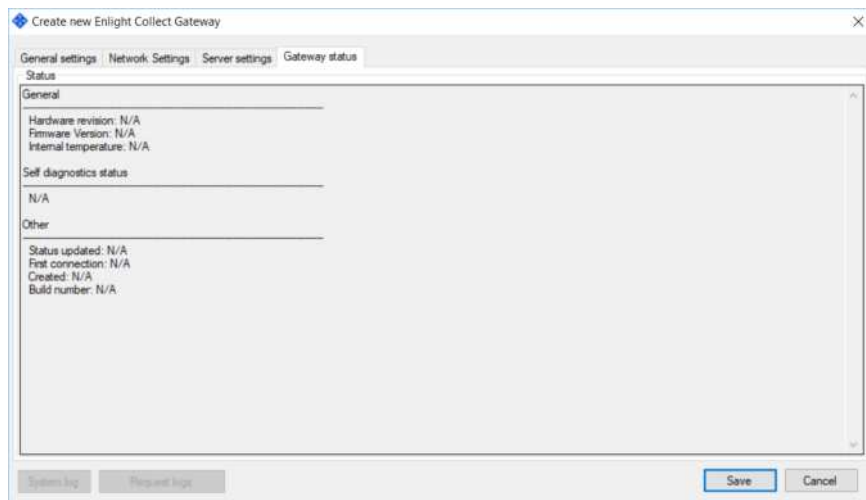 Create new Enlight Collect Gateway
General settings Network Settings Server settings Gateway status
Status
General
Hardware revision: N/A
Firmware Version: N/A
Internal temperature: N/A
Self diagnostics status
N/A
Other
Status updated: N/A
First connection: N/A
Created: N/A
Build number: N/A
System log Request logs Save Cancel